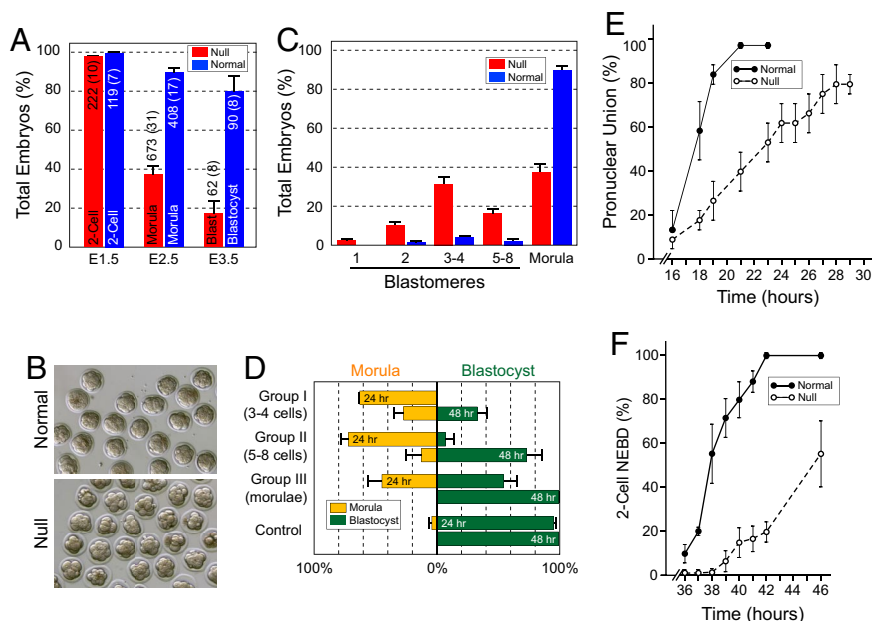 A
Total Embryos (%)
100
80
60
40
20
0
Null
Normal
2-Cell 222 (10)
2-Cell 119 (7)
Morula 673 (31)
Morula 408 (17)
Blast 62 (8)
Blastocyst 90 (8)
E1.5 E2.5 E3.5
B
Normal
Null
C
Total Embryos (%)
100
80
60
40
20
0
Null
Normal
1 2 3-4 5-8 Morula
Blastomeres
D
Morula Blastocyst
Group I
(3-4 cells)
24 hr
48 hr
Group II
(5-8 cells)
24 hr
48 hr
Group III
(morulae)
24 hr
48 hr
Morula
Blastocyst
Control
24 hr
48 hr
100% 0% 100%
E
Pronuclear Union (%)
100
80
60
40
20
0
Normal
Null
16 18 20 22 24 26 28 30
Time (hours)
F
2-Cell NEBD (%)
100
80
60
40
20
0
Normal
Null
36 38 40 42 44 46
Time (hours)